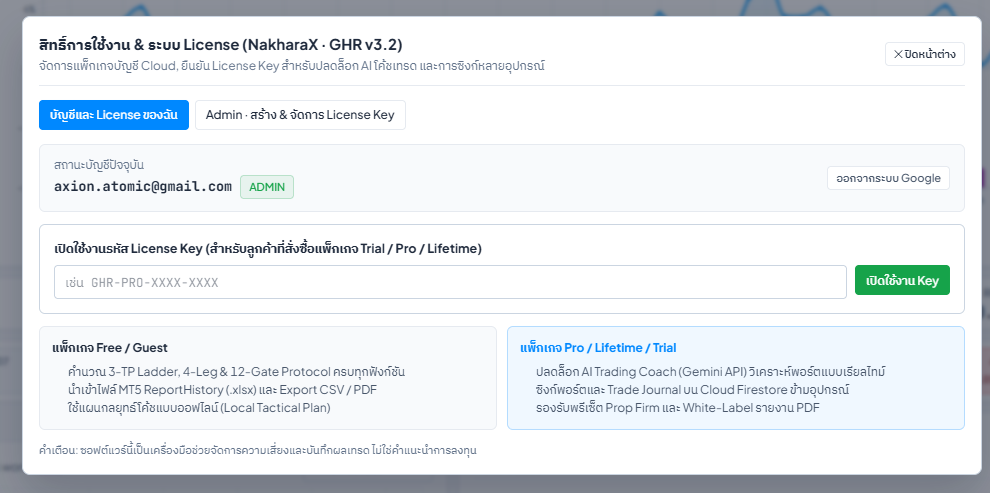 สิทธิ์การใช้งาน & ระบบ License (NakharaX · GHR v3.2)
จัดการแพ็กเกจบัญชี Cloud, ยืนยัน License Key สำหรับปลดล็อก AI โค้ชเทรด และการซิงก์หลายอุปกรณ์
✕ ปิดหน้าต่าง
บัญชีและ License ของฉัน
Admin · สร้าง & จัดการ License Key
สถานะบัญชีปัจจุบัน
axion.atomic@gmail.com ADMIN
ออกจากระบบ Google
เปิดใช้งานรหัส License Key (สำหรับลูกค้าที่สั่งซื้อแพ็กเกจ Trial / Pro / Lifetime)
เช่น GHR-PRO-XXXX-XXXX
เปิดใช้งาน Key
แพ็กเกจ Free / Guest
คำนวณ 3-TP Ladder, 4-Leg & 12-Gate Protocol ครบทุกฟังก์ชัน
นำเข้าไฟล์ MT5 ReportHistory (.xlsx) และ Export CSV / PDF
ใช้แผนกลยุทธ์โค้ชแบบออฟไลน์ (Local Tactical Plan)
แพ็กเกจ Pro / Lifetime / Trial
ปลดล็อก AI Trading Coach (Gemini API) วิเคราะห์พอร์ตแบบเรียลไทม์
ซิงก์พอร์ตและ Trade Journal บน Cloud Firestore ข้ามอุปกรณ์
รองรับพรีเซ็ต Prop Firm และ White-Label รายงาน PDF
คำเตือน: ซอฟต์แวร์นี้เป็นเครื่องมือช่วยจัดการความเสี่ยงและบันทึกผลเทรด ไม่ใช่คำแนะนำการลงทุน